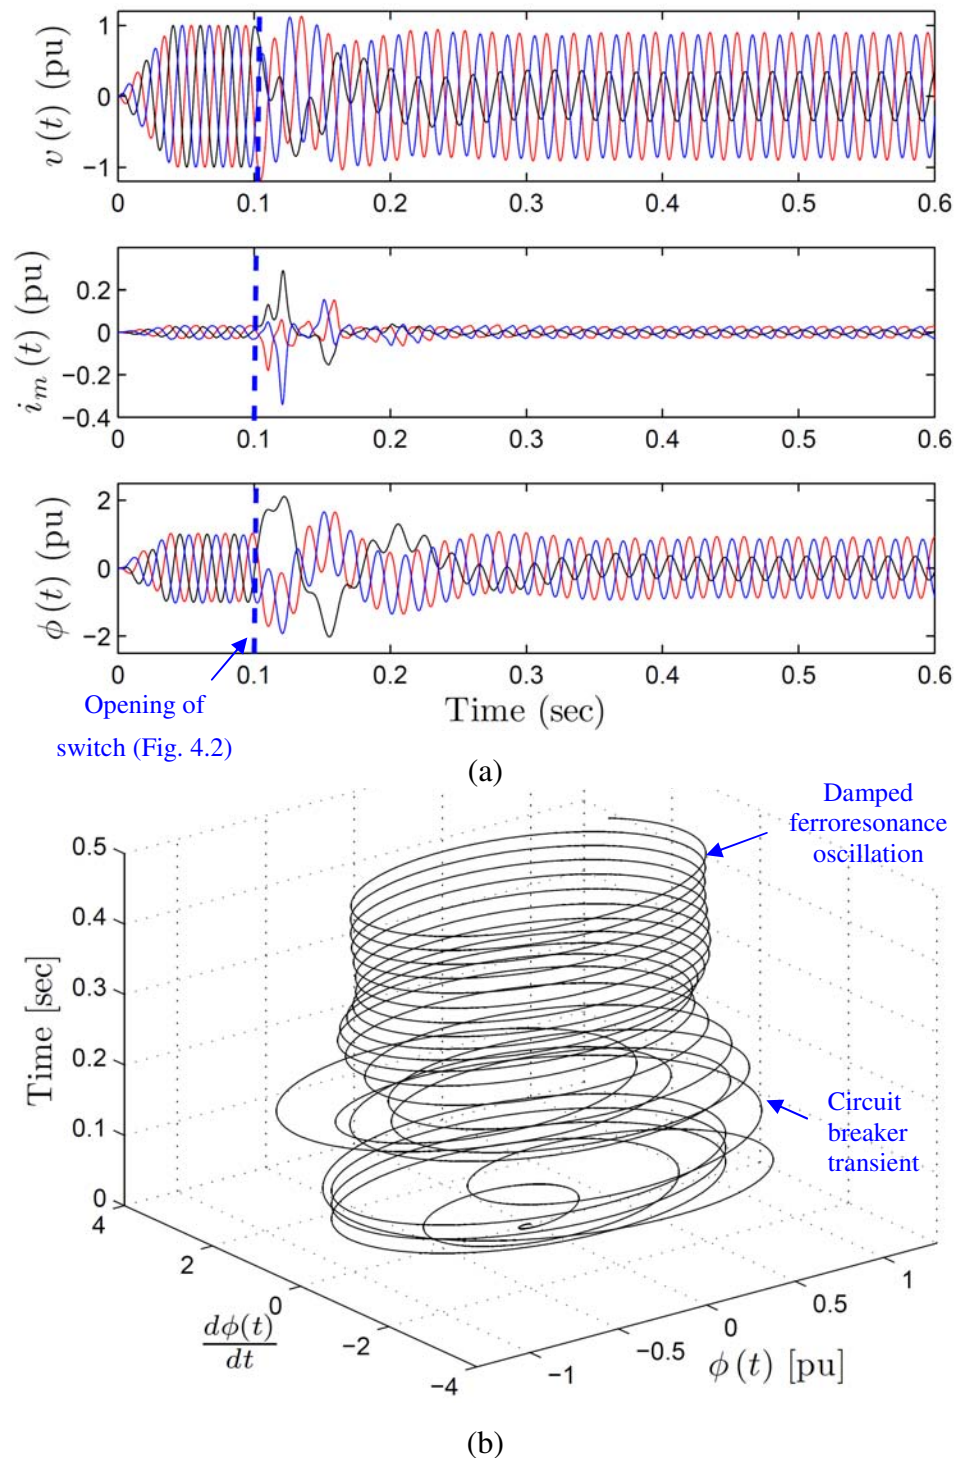 v(t) (pu)
1
0
−1
0 0.1 0.2 0.3 0.4 0.5 0.6
i_m(t) (pu)
0.2
0
−0.2
−0.4
0 0.1 0.2 0.3 0.4 0.5 0.6
ϕ(t) (pu)
2
0
−2
0 0.1 0.2 0.3 0.4 0.5 0.6
Time (sec)
Opening of
switch (Fig. 4.2)
(a)
Damped
ferroresonance
oscillation
Time [sec]
0.5
0.4
0.3
0.2
0.1
0
Circuit
breaker
transient
4
2
0
−2
−4
dϕ(t)
dt
−1
−0.5
0
0.5
1
ϕ(t) [pu]
(b)